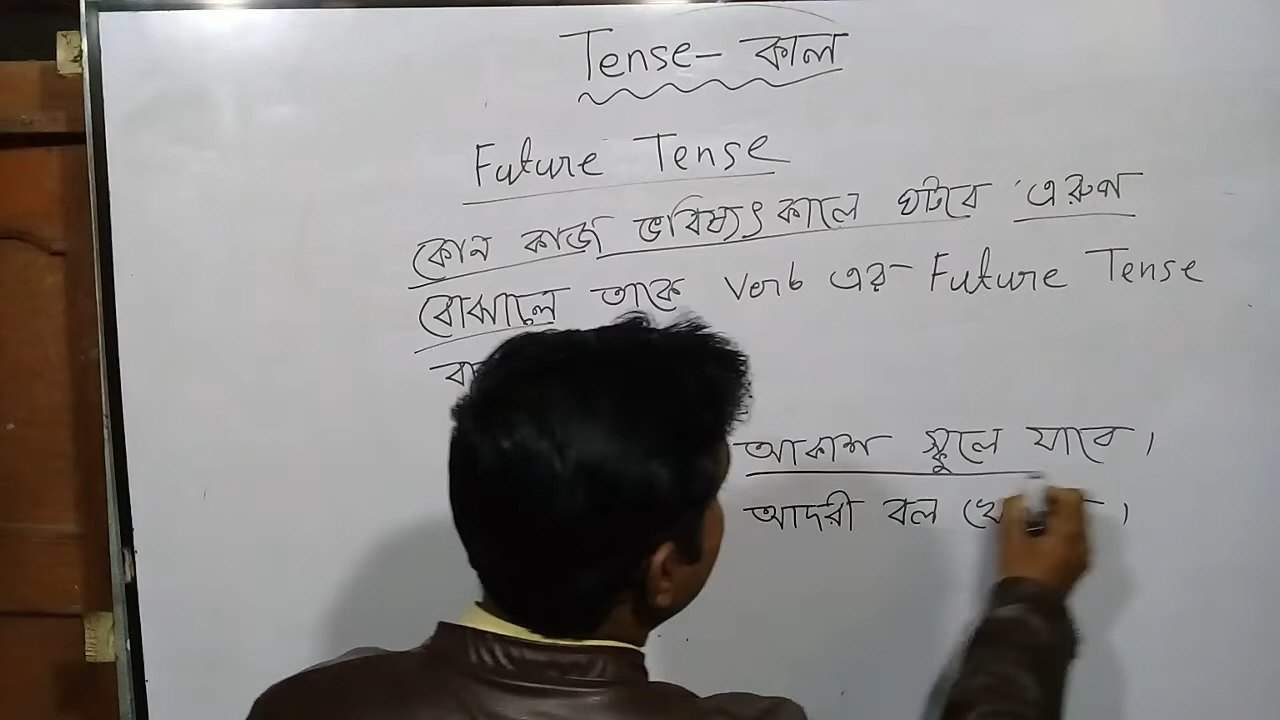 Tense- কাল
Future Tense
কোন কাজ ভবিষ্যৎ কালে ঘটবে এরুপ
বোঝালে তাকে Verb এর- Future Tense
আকাশ স্কুলে যাবে।
আদরী বল